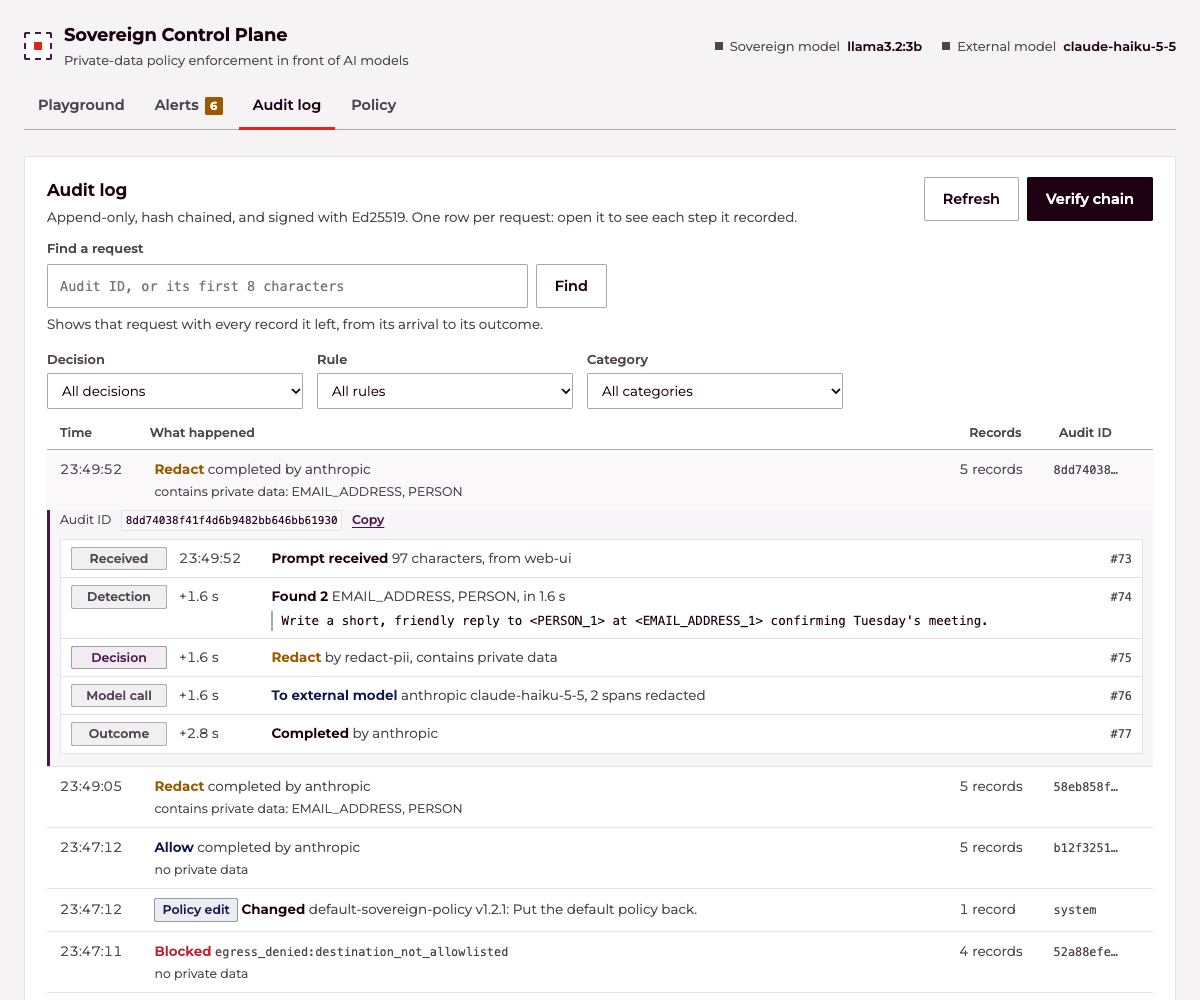 Sovereign Control Plane
Private-data policy enforcement in front of AI models
Sovereign model llama3.2:3b
External model claude-haiku-5-5
Playground
Alerts 6
Audit log
Policy
Audit log
Append-only, hash chained, and signed with Ed25519. One row per request: open it to see each step it recorded.
Refresh
Verify chain
Find a request
Audit ID, or its first 8 characters
Find
Shows that request with every record it left, from its arrival to its outcome.
Decision Rule Category
All decisions All rules All categories
Time What happened Records Audit ID
23:49:52 Redact completed by anthropic 5 records 8dd74038…
contains private data: EMAIL_ADDRESS, PERSON
Audit ID 8dd74038f41f4d6b9482bb646bb61930 Copy
Received 23:49:52 Prompt received 97 characters, from web-ui #73
Detection +1.6 s Found 2 EMAIL_ADDRESS, PERSON, in 1.6 s #74
Write a short, friendly reply to <PERSON_1> at <EMAIL_ADDRESS_1> confirming Tuesday's meeting.
Decision +1.6 s Redact by redact-pii, contains private data #75
Model call +1.6 s To external model anthropic claude-haiku-5-5, 2 spans redacted #76
Outcome +2.8 s Completed by anthropic #77
23:49:05 Redact completed by anthropic 5 records 58eb858f…
contains private data: EMAIL_ADDRESS, PERSON
23:47:12 Allow completed by anthropic 5 records b12f3251…
no private data
23:47:12 Policy edit Changed default-sovereign-policy v1.2.1: Put the default policy back. 1 record system
23:47:11 Blocked egress_denied:destination_not_allowlisted 4 records 52a88efe…
no private data